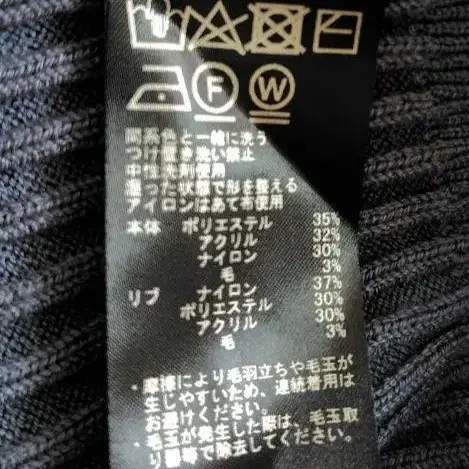 F W
同系色と一緒に洗う
つけ置き洗い禁止
中性洗剤使用
湿った状態で形を整える
アイロンはあて布使用
本体 ポリエステル 35%
アクリル 32%
ナイロン 30%
毛 3%
リブ ナイロン 37%
ポリエステル 30%
アクリル 30%
毛 3%
・摩擦により毛羽立ちや毛玉が
生じやすいため、連続着用は
お避けください。
・毛玉が発生した際は、毛玉取
り器等で除去してください。